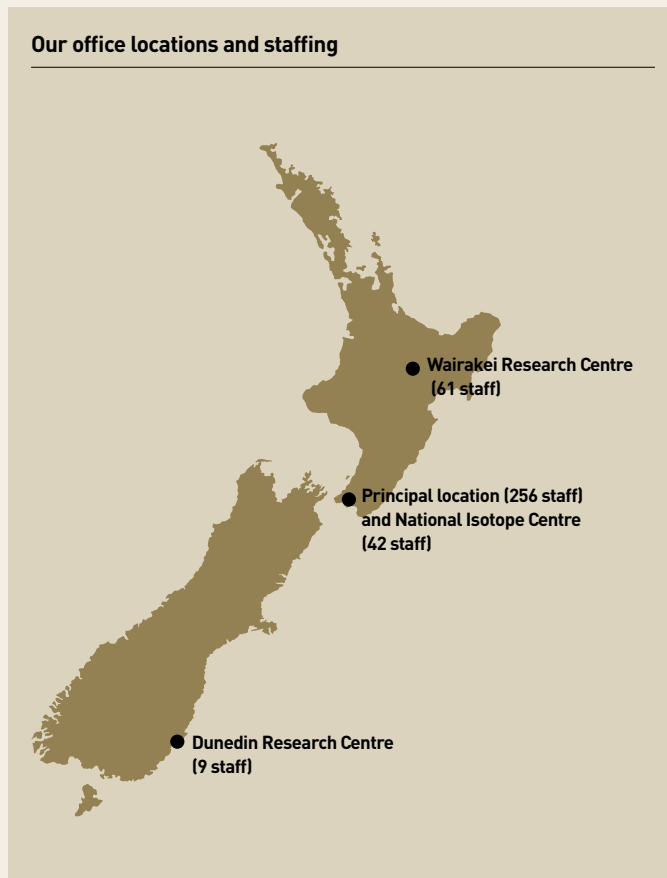 Our office locations and staffing
Wairakei Research Centre
(61 staff)
Principal location (256 staff)
and National Isotope Centre
(42 staff)
Dunedin Research Centre
(9 staff)